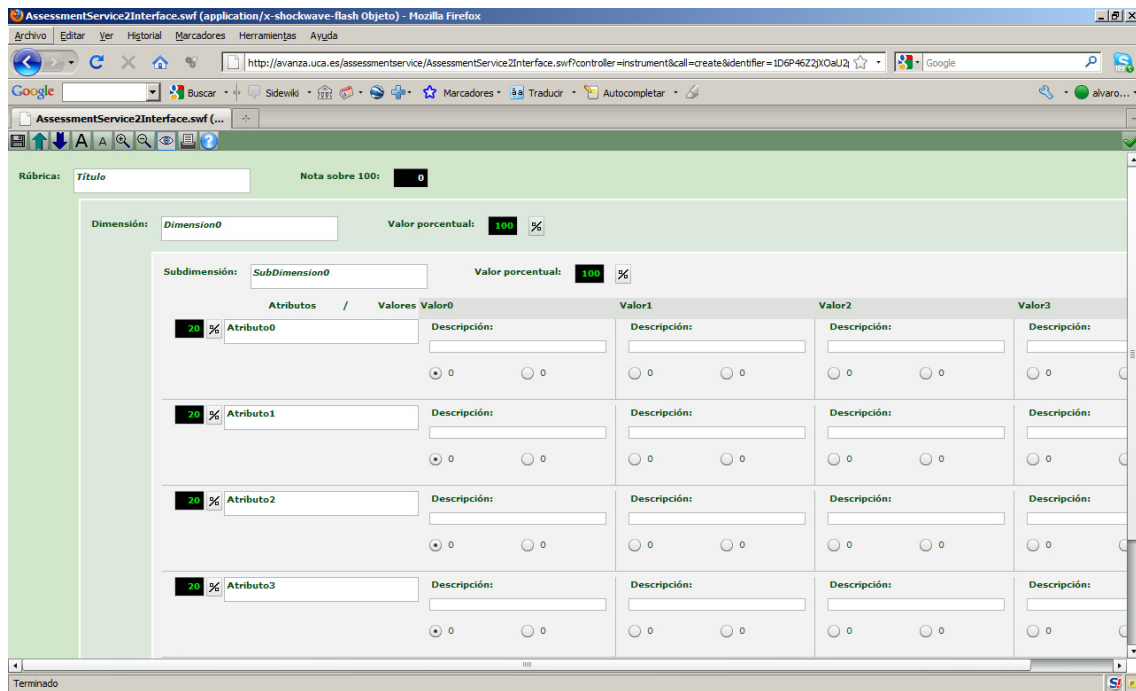 AssessmentService2Interface.swf (application/x-shockwave-flash Objeto) - Mozilla Firefox
Archivo Editar Ver Historial Marcadores Herramientas Ayuda
http://avanza.uca.es/assessmentservice/AssessmentService2Interface.swf?controller=instrument&call=create&identifier=1D6P46Z2jXOaU2 Google
Google Buscar Sidewiki Marcadores Traducir Autocompletar alvaro...
AssessmentService2Interface.swf (...
A A
Rúbrica: Título Nota sobre 100: 0
Dimensión: Dimension0 Valor porcentual: 100 %
Subdimensión: SubDimension0 Valor porcentual: 100 %
Atributos / Valores Valor0 Valor1 Valor2 Valor3
20 % Atributo0 Descripción: Descripción: Descripción: Descripción:
0 0 0 0 0 0 0
20 % Atributo1 Descripción: Descripción: Descripción: Descripción:
0 0 0 0 0 0 0
20 % Atributo2 Descripción: Descripción: Descripción: Descripción:
0 0 0 0 0 0 0
20 % Atributo3 Descripción: Descripción: Descripción: Descripción:
0 0 0 0 0 0 0
Terminado S!